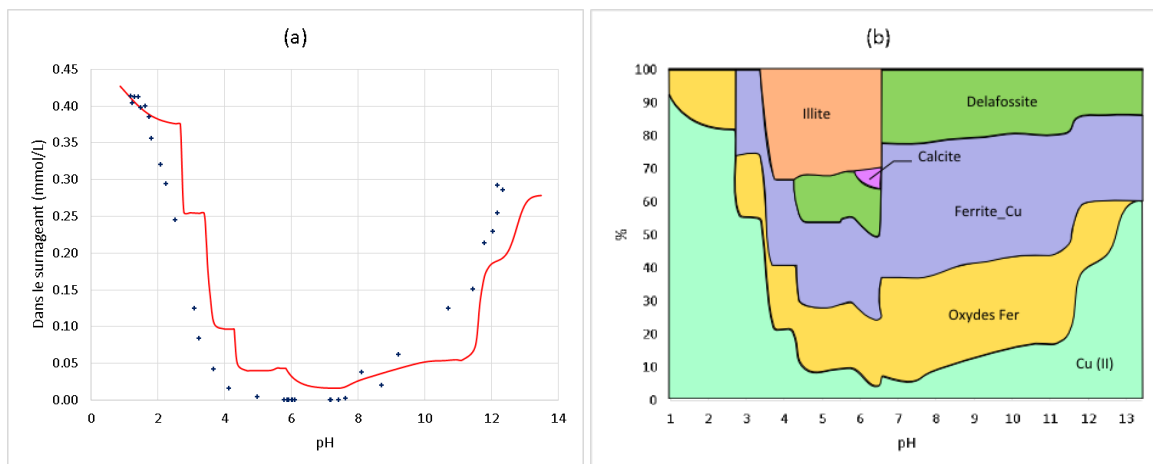 (a)
Dans le surnageant (mmol/L)
0.45
0.40
0.35
0.30
0.25
0.20
0.15
0.10
0.05
0.00
0 2 4 6 8 10 12 14
pH
(b)
%
100
90
80
70
60
50
40
30
20
10
0
Illite
Delafossite
Calcite
Ferrite_Cu
Oxydes Fer
Cu (II)
1 2 3 4 5 6 7 8 9 10 11 12 13
pH